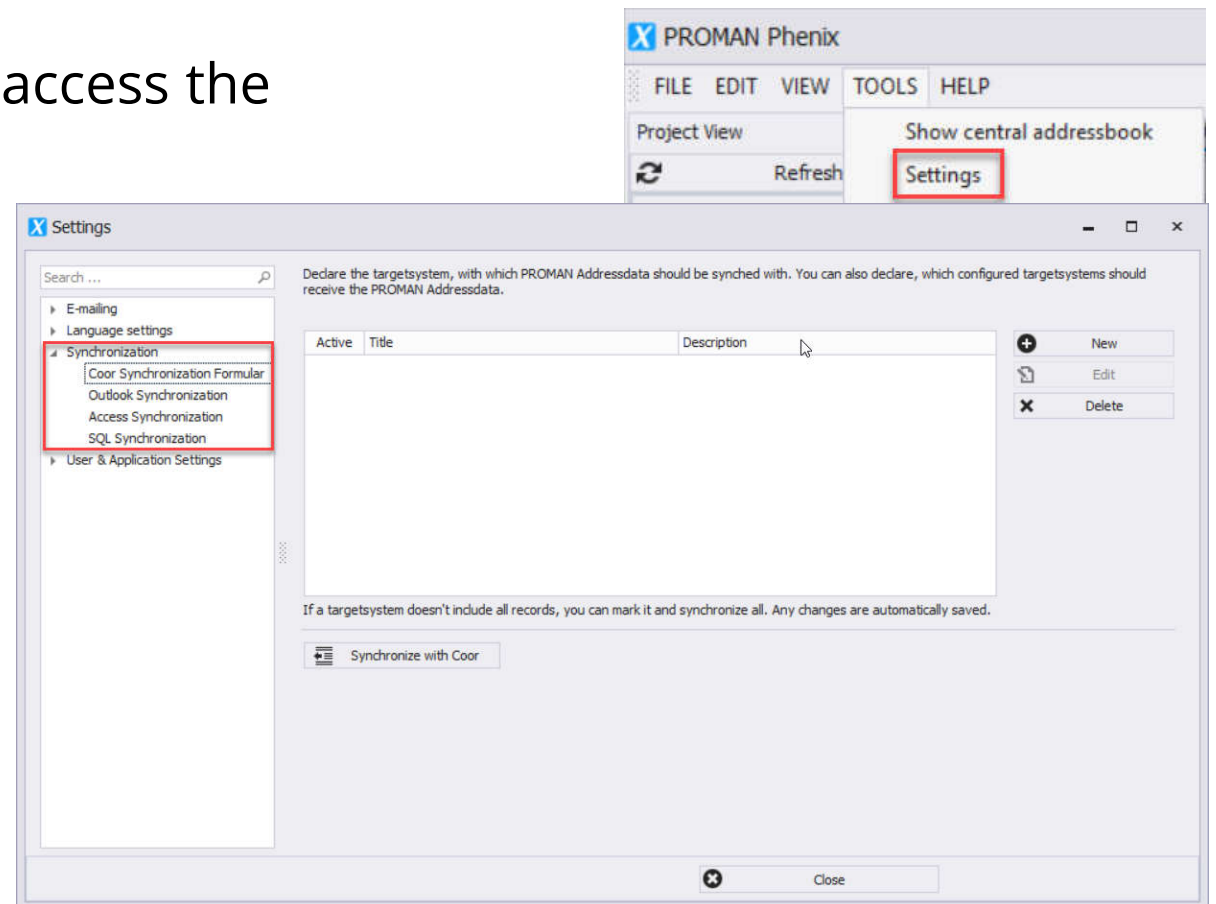 access the
PROMAN Phenix
FILE EDIT VIEW TOOLS HELP
Project View
Show central addressbook
Refresh
Settings
Settings
Search ...
E-mailing
Language settings
Synchronization
Coor Synchronization Formular
Outlook Synchronization
Access Synchronization
SQL Synchronization
User & Application Settings
Declare the targetsystem, with which PROMAN Addressdata should be synched with. You can also declare, which configured targetsystems should
receive the PROMAN Addressdata.
Active Title Description
New
Edit
Delete
If a targetsystem doesn't include all records, you can mark it and synchronize all. Any changes are automatically saved.
Synchronize with Coor
Close